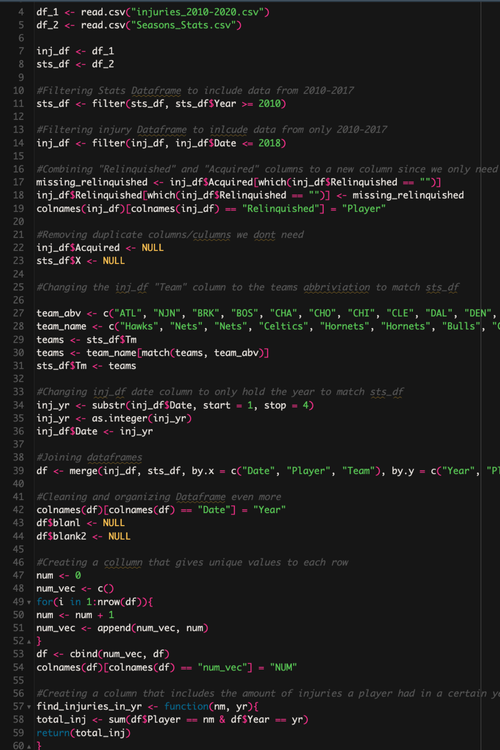 4 df_1 <- read.csv("injuries_2010-2020.csv")
5 df_2 <- read.csv("Seasons_Stats.csv")
6
7 inj_df <- df_1
8 sts_df <- df_2
9
10 #Filtering Stats Dataframe to include data from 2010-2017
11 sts_df <- filter(sts_df, sts_df$Year >= 2010)
12
13 #Filtering injury Dataframe to inlcude data from only 2010-2017
14 inj_df <- filter(inj_df, inj_df$Date <= 2018)
15
16 #Combining "Relinquished" and "Acquired" columns to a new column since we only need
17 missing_relinquished <- inj_df$Acquired[which(inj_df$Relinquished == "")]
18 inj_df$Relinquished[which(inj_df$Relinquished == "")] <- missing_relinquished
19 colnames(inj_df)[colnames(inj_df) == "Relinquished"] = "Player"
20
21 #Removing duplicate columns/culumns we dont need
22 inj_df$Acquired <- NULL
23 sts_df$X <- NULL
24
25 #Changing the inj_df "Team" column to the teams abbriviation to match sts_df
26
27 team_abv <- c("ATL", "NJN", "BRK", "BOS", "CHA", "CHO", "CHI", "CLE", "DAL", "DEN",
28 team_name <- c("Hawks", "Nets", "Nets", "Celtics", "Hornets", "Hornets", "Bulls",
29 teams <- sts_df$Tm
30 teams <- team_name[match(teams, team_abv)]
31 sts_df$Tm <- teams
32
33 #Changing inj_df date column to only hold the year to match sts_df
34 inj_yr <- substr(inj_df$Date, start = 1, stop = 4)
35 inj_yr <- as.integer(inj_yr)
36 inj_df$Date <- inj_yr
37
38 #Joining dataframes
39 df <- merge(inj_df, sts_df, by.x = c("Date", "Player", "Team"), by.y = c("Year", "Pl
40
41 #Cleaning and organizing Dataframe even more
42 colnames(df)[colnames(df) == "Date"] = "Year"
43 df$blanl <- NULL
44 df$blank2 <- NULL
45
46 #Creating a collumn that gives unique values to each row
47 num <- 0
48 num_vec <- c()
49 for(i in 1:nrow(df)){
50 num <- num + 1
51 num_vec <- append(num_vec, num)
52 }
53 df <- cbind(num_vec, df)
54 colnames(df)[colnames(df) == "num_vec"] = "NUM"
55
56 #Creating a column that includes the amount of injuries a player had in a certain ye
57 find_injuries_in_yr <- function(nm, yr){
58 total_inj <- sum(df$Player == nm & df$Year == yr)
59 return(total_inj)
60 }